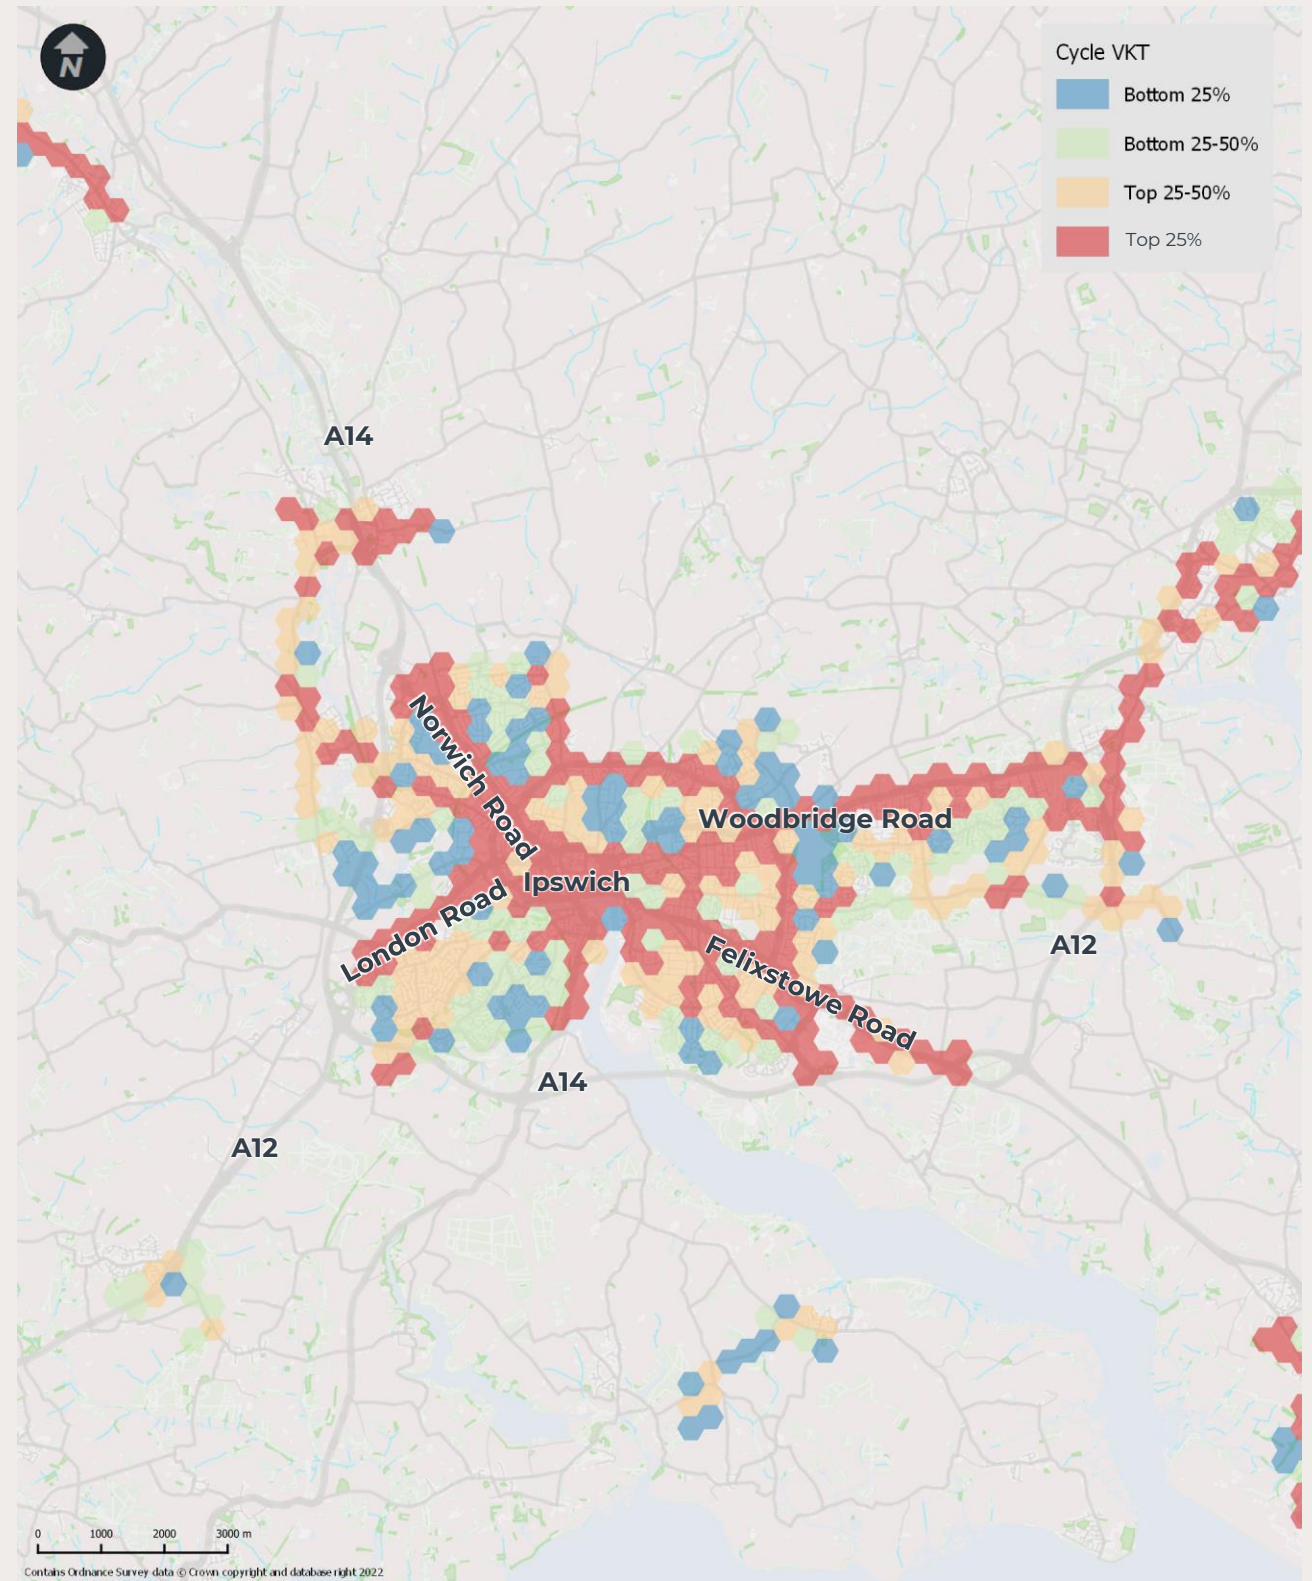 N
Cycle VKT
Bottom 25%
Bottom 25-50%
Top 25-50%
Top 25%
A14
Norwich Road
Woodbridge Road
Ipswich
London Road
Felixstowe Road
A12
A14
A12
0 1000 2000 3000 m
Contains Ordnance Survey data © Crown copyright and database right 2022